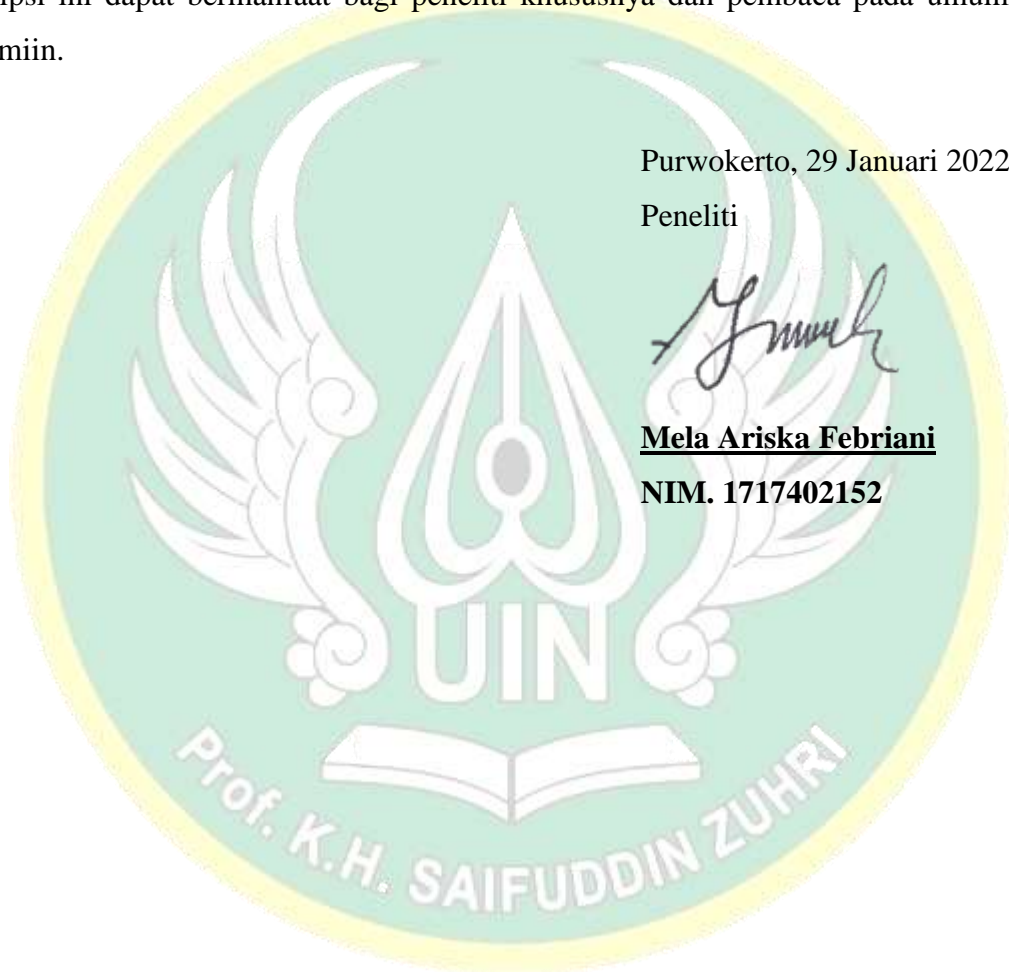 ipsi ini dapat bermanfaat bagi peneliti khususnya dan pembaca pada umum
miin.
Purwokerto, 29 Januari 2022
Peneliti
Mela Ariska Febriani
NIM. 1717402152
UIN
Prof. K.H. SAIFUDDIN ZUHRI